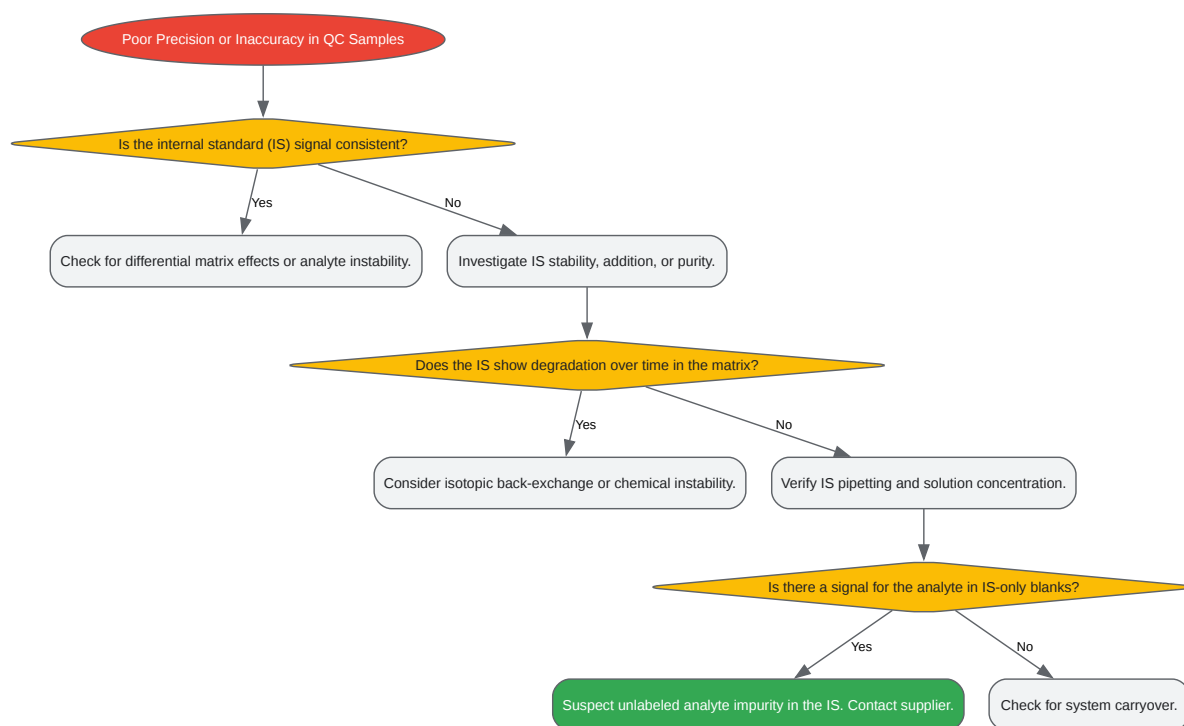 Poor Precision or Inaccuracy in QC Samples
Is the internal standard (IS) signal consistent?
Yes
No
Check for differential matrix effects or analyte instability.
Investigate IS stability, addition, or purity.
Does the IS show degradation over time in the matrix?
Yes
No
Consider isotopic back-exchange or chemical instability.
Verify IS pipetting and solution concentration.
Is there a signal for the analyte in IS-only blanks?
Yes
No
Suspect unlabeled analyte impurity in the IS. Contact supplier.
Check for system carryover.